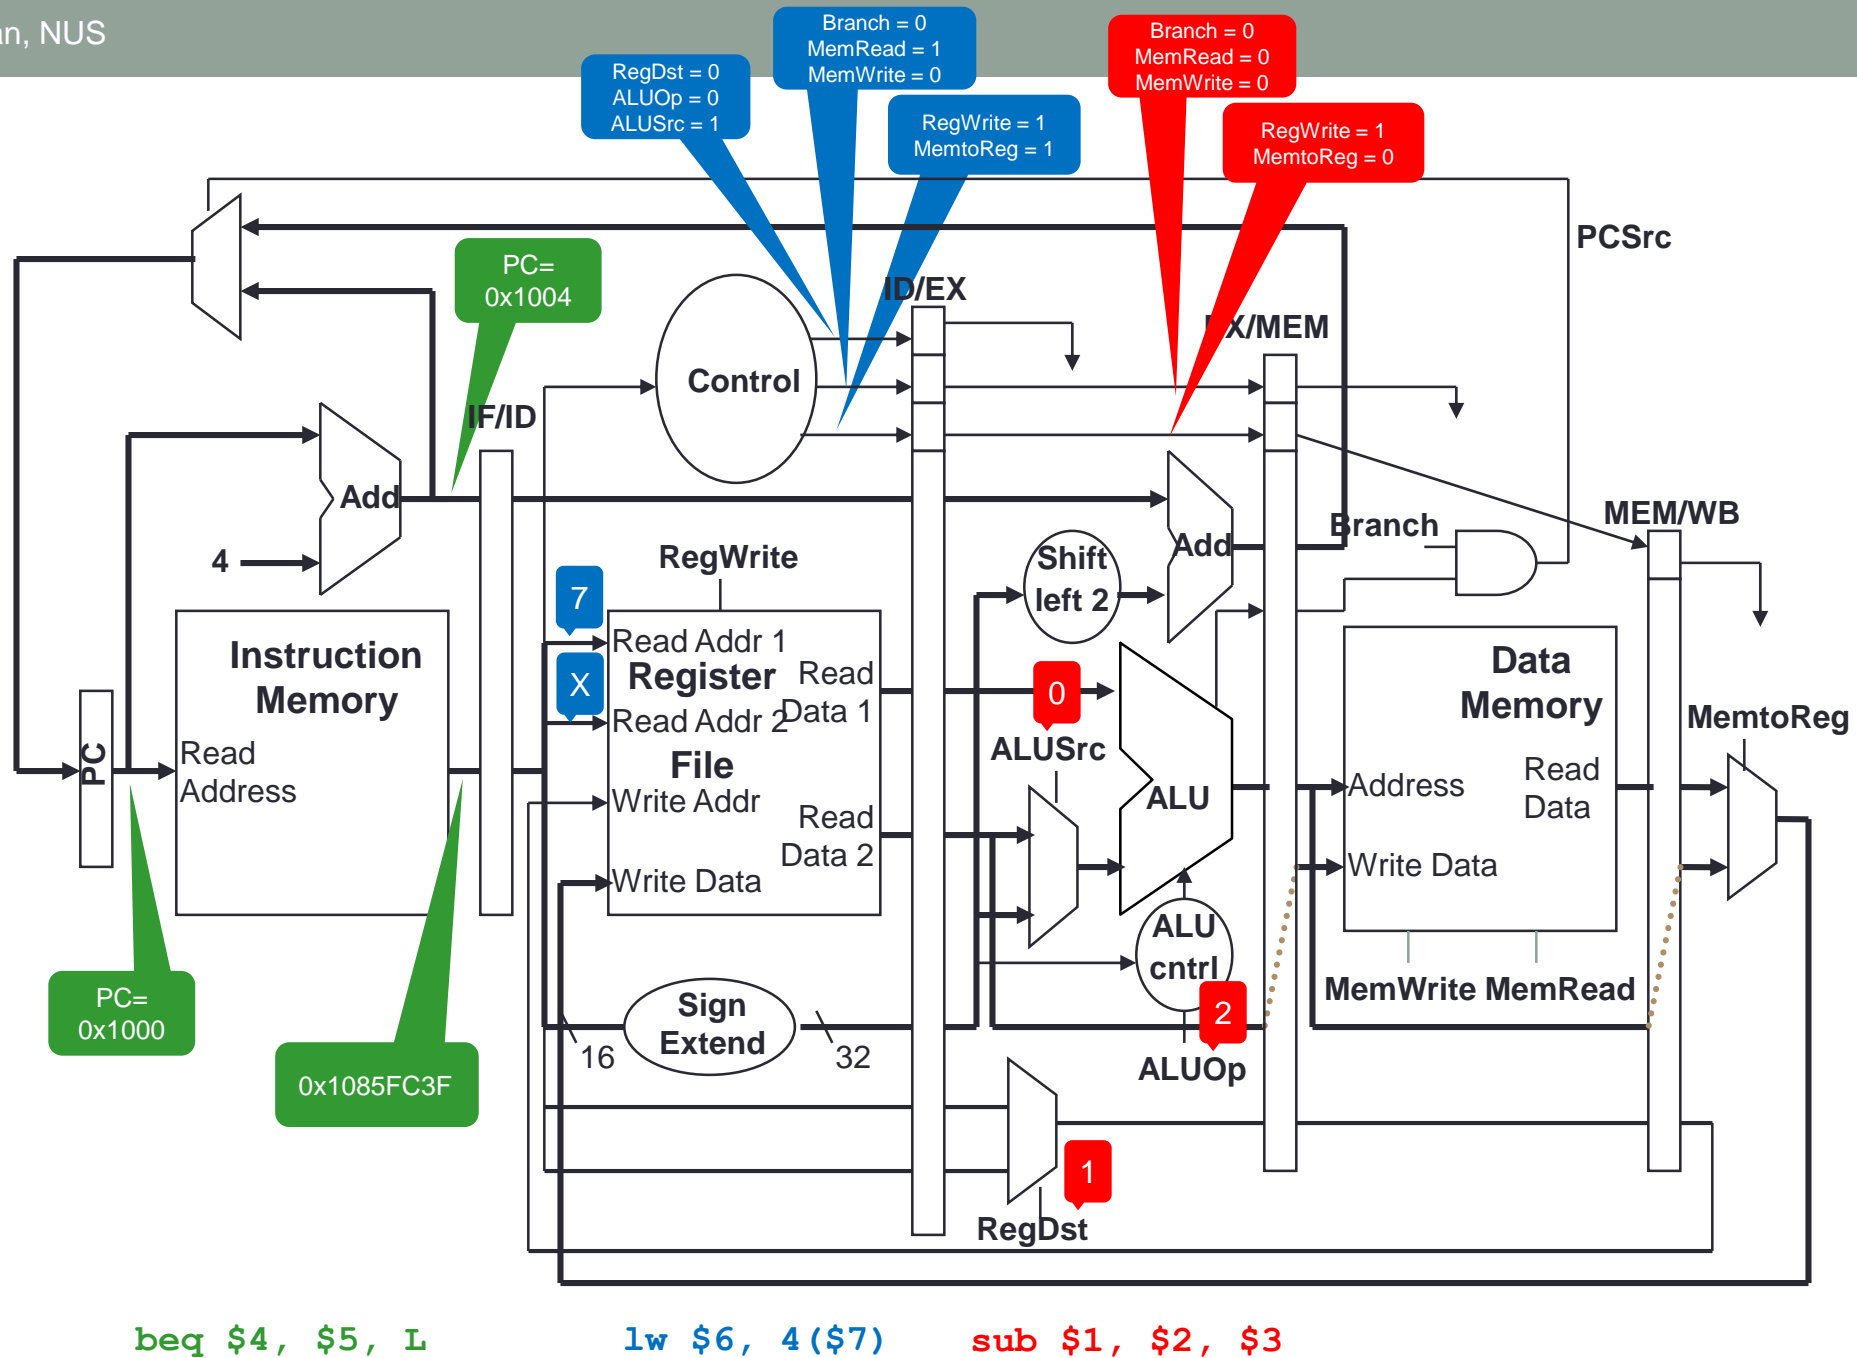 an, NUS
Branch = 0
MemRead = 1
MemWrite = 0
Branch = 0
MemRead = 0
MemWrite = 0
RegDst = 0
ALUOp = 0
ALUSrc = 1
RegWrite = 1
MemtoReg = 1
RegWrite = 1
MemtoReg = 0
PCSrc
PC=
0x1004
ID/EX
X/MEM
Control
IF/ID
Add
4
RegWrite
Shift
left 2
Add
Branch
MEM/WB
7
X
Instruction
Memory
Read Addr 1
Register
Read
Data 1
Read Addr 2
File
Write Addr
Read
Data 2
Write Data
0
ALUSrc
ALU
Data
Memory
MemtoReg
PC
Read
Address
Address
Read
Data
Write Data
ALU
cntrl
MemWrite MemRead
PC=
0x1000
Sign
Extend
16
32
2
ALUOp
0x1085FC3F
1
RegDst
beq $4, $5, L
lw $6, 4($7)
sub $1, $2, $3